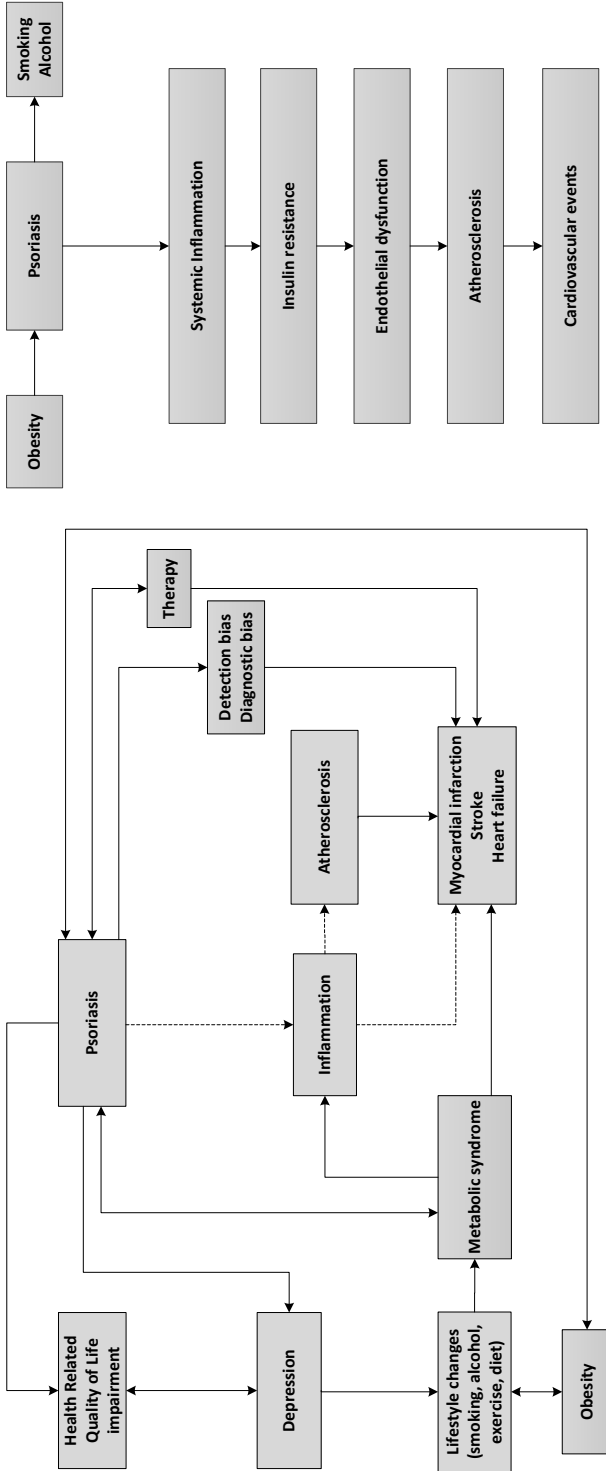 Health Related
Quality of Life
impairment
Psoriasis
Therapy
Detection bias
Diagnostic bias
Depression
Inflammation
Atherosclerosis
Lifestyle changes
(smoking, alcohol,
exercise, diet)
Metabolic syndrome
Myocardial infarction
Stroke
Heart failure
Obesity
Obesity
Psoriasis
Smoking
Alcohol
Systemic Inflammation
Insulin resistance
Endothelial dysfunction
Atherosclerosis
Cardiovascular events